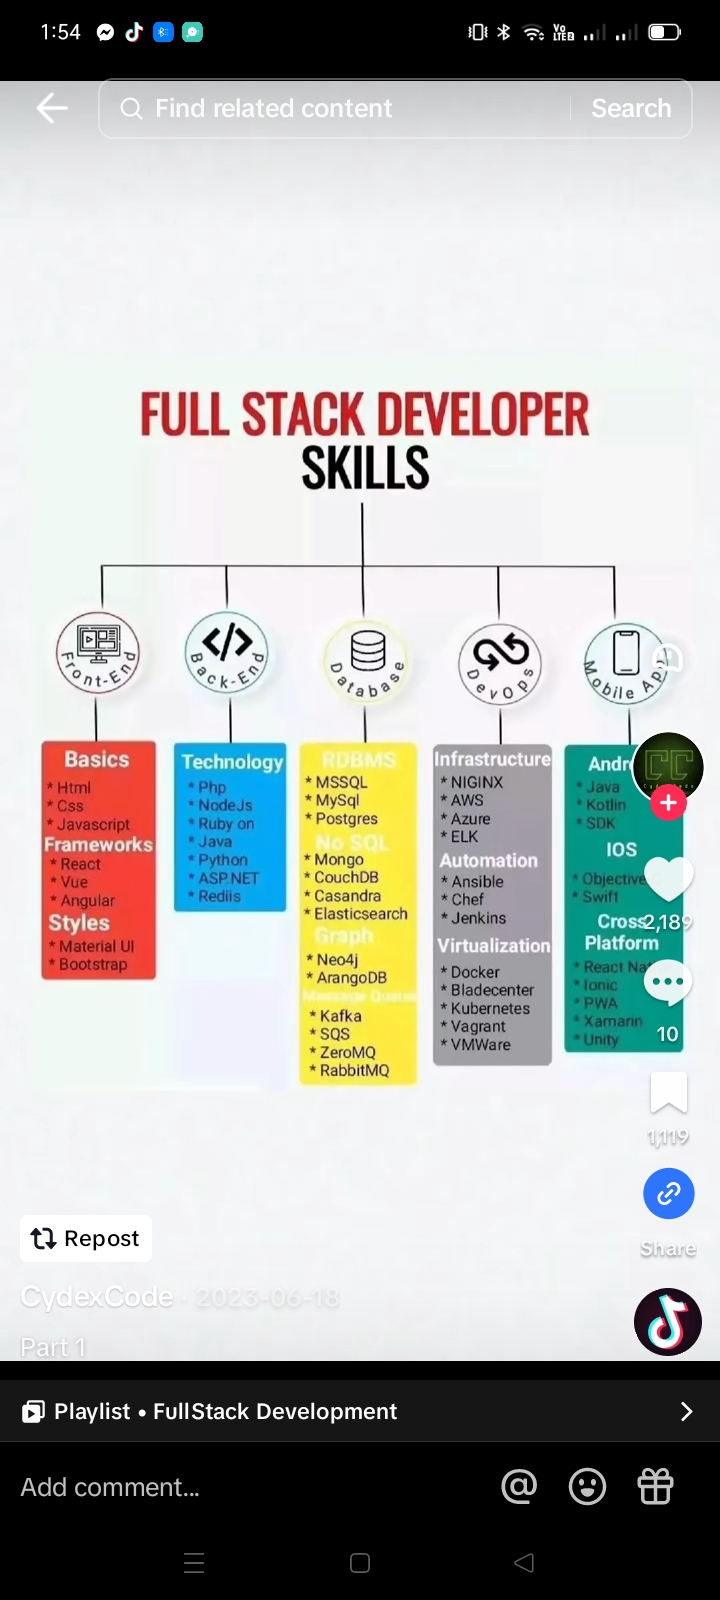 1:54
Vo
LTE 2
Find related content
Search
FULL STACK DEVELOPER
SKILLS
Front-End
Back-End
Database
DevOps
Mobile App
Basics
* Html
* Css
* Javascript
Frameworks
* React
* Vue
* Angular
Styles
* Material UI
* Bootstrap
Technology
* Php
* NodeJs
* Ruby on
* Java
* Python
* ASP.NET
* Rediis
RDBMS
* MSSQL
* MySql
* Postgres
No SQL
* Mongo
* CouchDB
* Casandra
* Elasticsearch
Graph
* Neo4j
* ArangoDB
Message Queue
* Kafka
* SQS
* ZeroMQ
* RabbitMQ
Infrastructure
* NIGINX
* AWS
* Azure
* ELK
Automation
* Ansible
* Chef
* Jenkins
Virtualization
* Docker
* Bladecenter
* Kubernetes
* Vagrant
* VMWare
Andr
* Java
* Kotlin
* SDK
IOS
* Objective
* Swift
Cross
Platform
* React Na
* Ionic
* PWA
* Xamarin
* Unity
CC
CydexCode
2,189
10
1,119
Share
Repost
CydexCode · 2023-06-18
Part 1
Playlist • FullStack Development
Add comment...